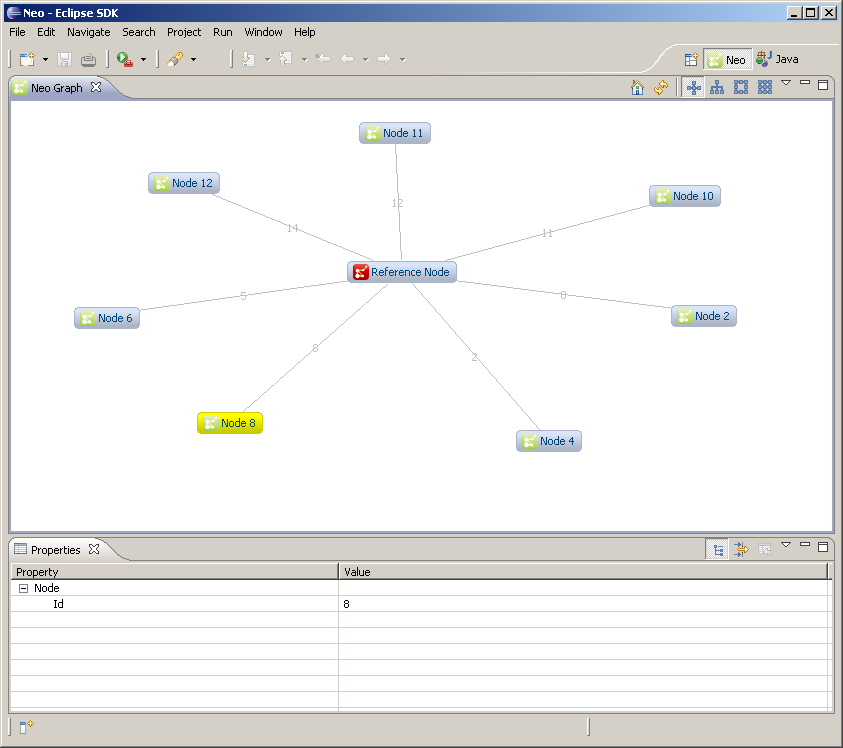 Neo - Eclipse SDK
File Edit Navigate Search Project Run Window Help
Neo Java
Neo Graph
Node 11
Node 12
Node 10
12
14
11
Reference Node
5
Node 6
Node 2
2
Node 8
Node 4
Properties
Property Value
Node
Id 8